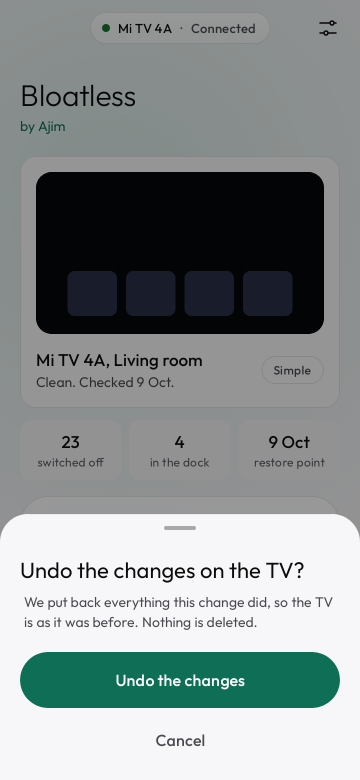 Mi TV 4A · Connected
Bloatless
by Ajim
Mi TV 4A, Living room
Clean. Checked 9 Oct.
Simple
23
switched off
4
in the dock
9 Oct
restore point
Undo the changes on the TV?
We put back everything this change did, so the TV
is as it was before. Nothing is deleted.
Undo the changes
Cancel